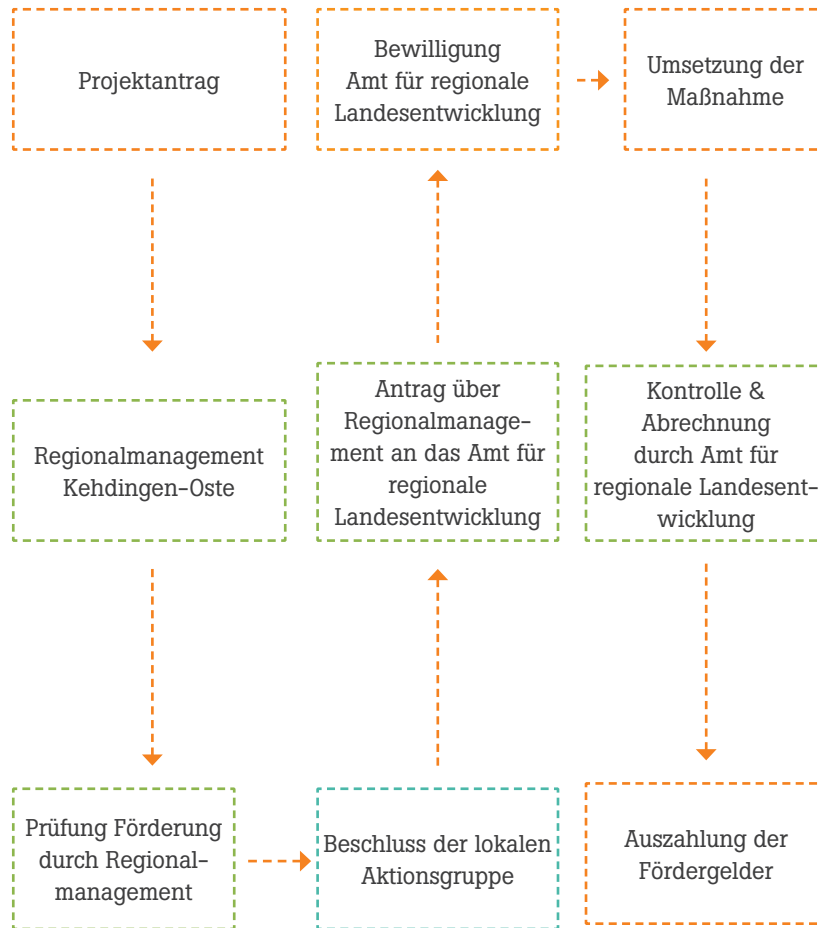 Projektantrag
Regionalmanagement
Kehdingen-Oste
Prüfung Förderung
durch Regional-
management
Beschluss der lokalen
Aktionsgruppe
Antrag über
Regionalmanage-
ment an das Amt für
regionale
Landesentwicklung
Bewilligung
Amt für regionale
Landesentwicklung
Umsetzung der
Maßnahme
Kontrolle &
Abrechnung
durch Amt für
regionale Landesent-
wicklung
Auszahlung der
Fördergelder